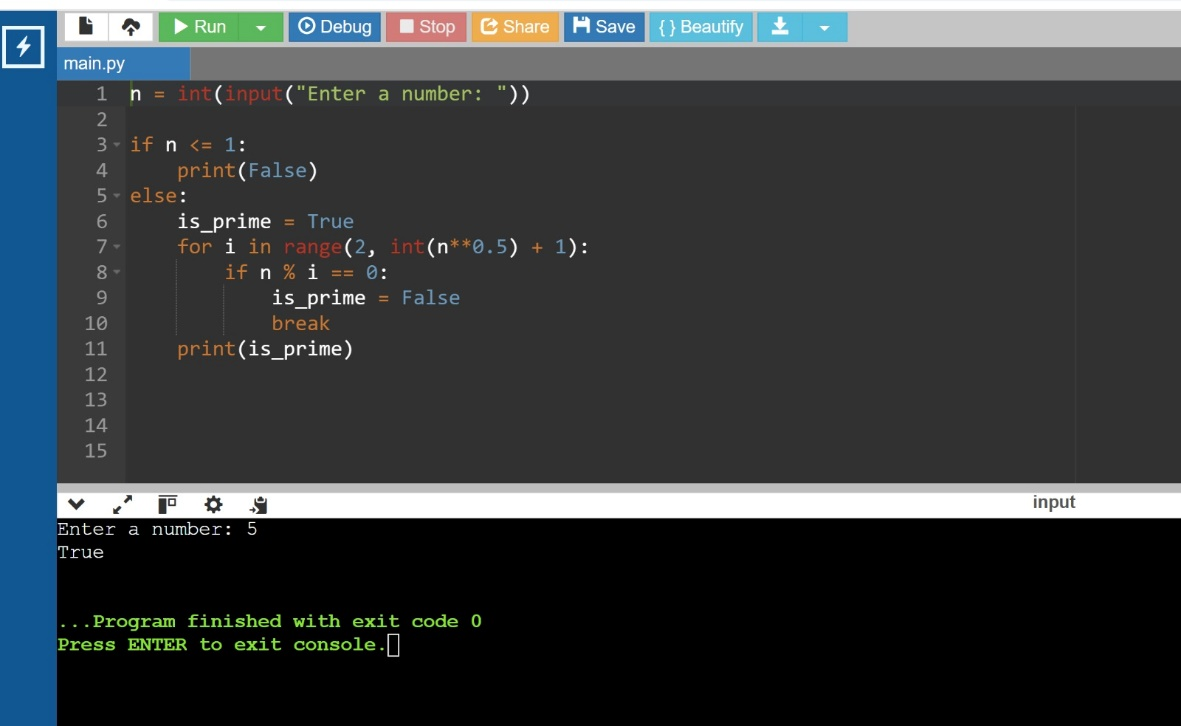 Run Debug Stop Share Save { } Beautify
main.py
1 n = int(input("Enter a number: "))
2
3 if n <= 1:
4     print(False)
5 else:
6     is_prime = True
7     for i in range(2, int(n**0.5) + 1):
8         if n % i == 0:
9             is_prime = False
10             break
11     print(is_prime)
12
13
14
15
input
Enter a number: 5
True
...Program finished with exit code 0
Press ENTER to exit console.